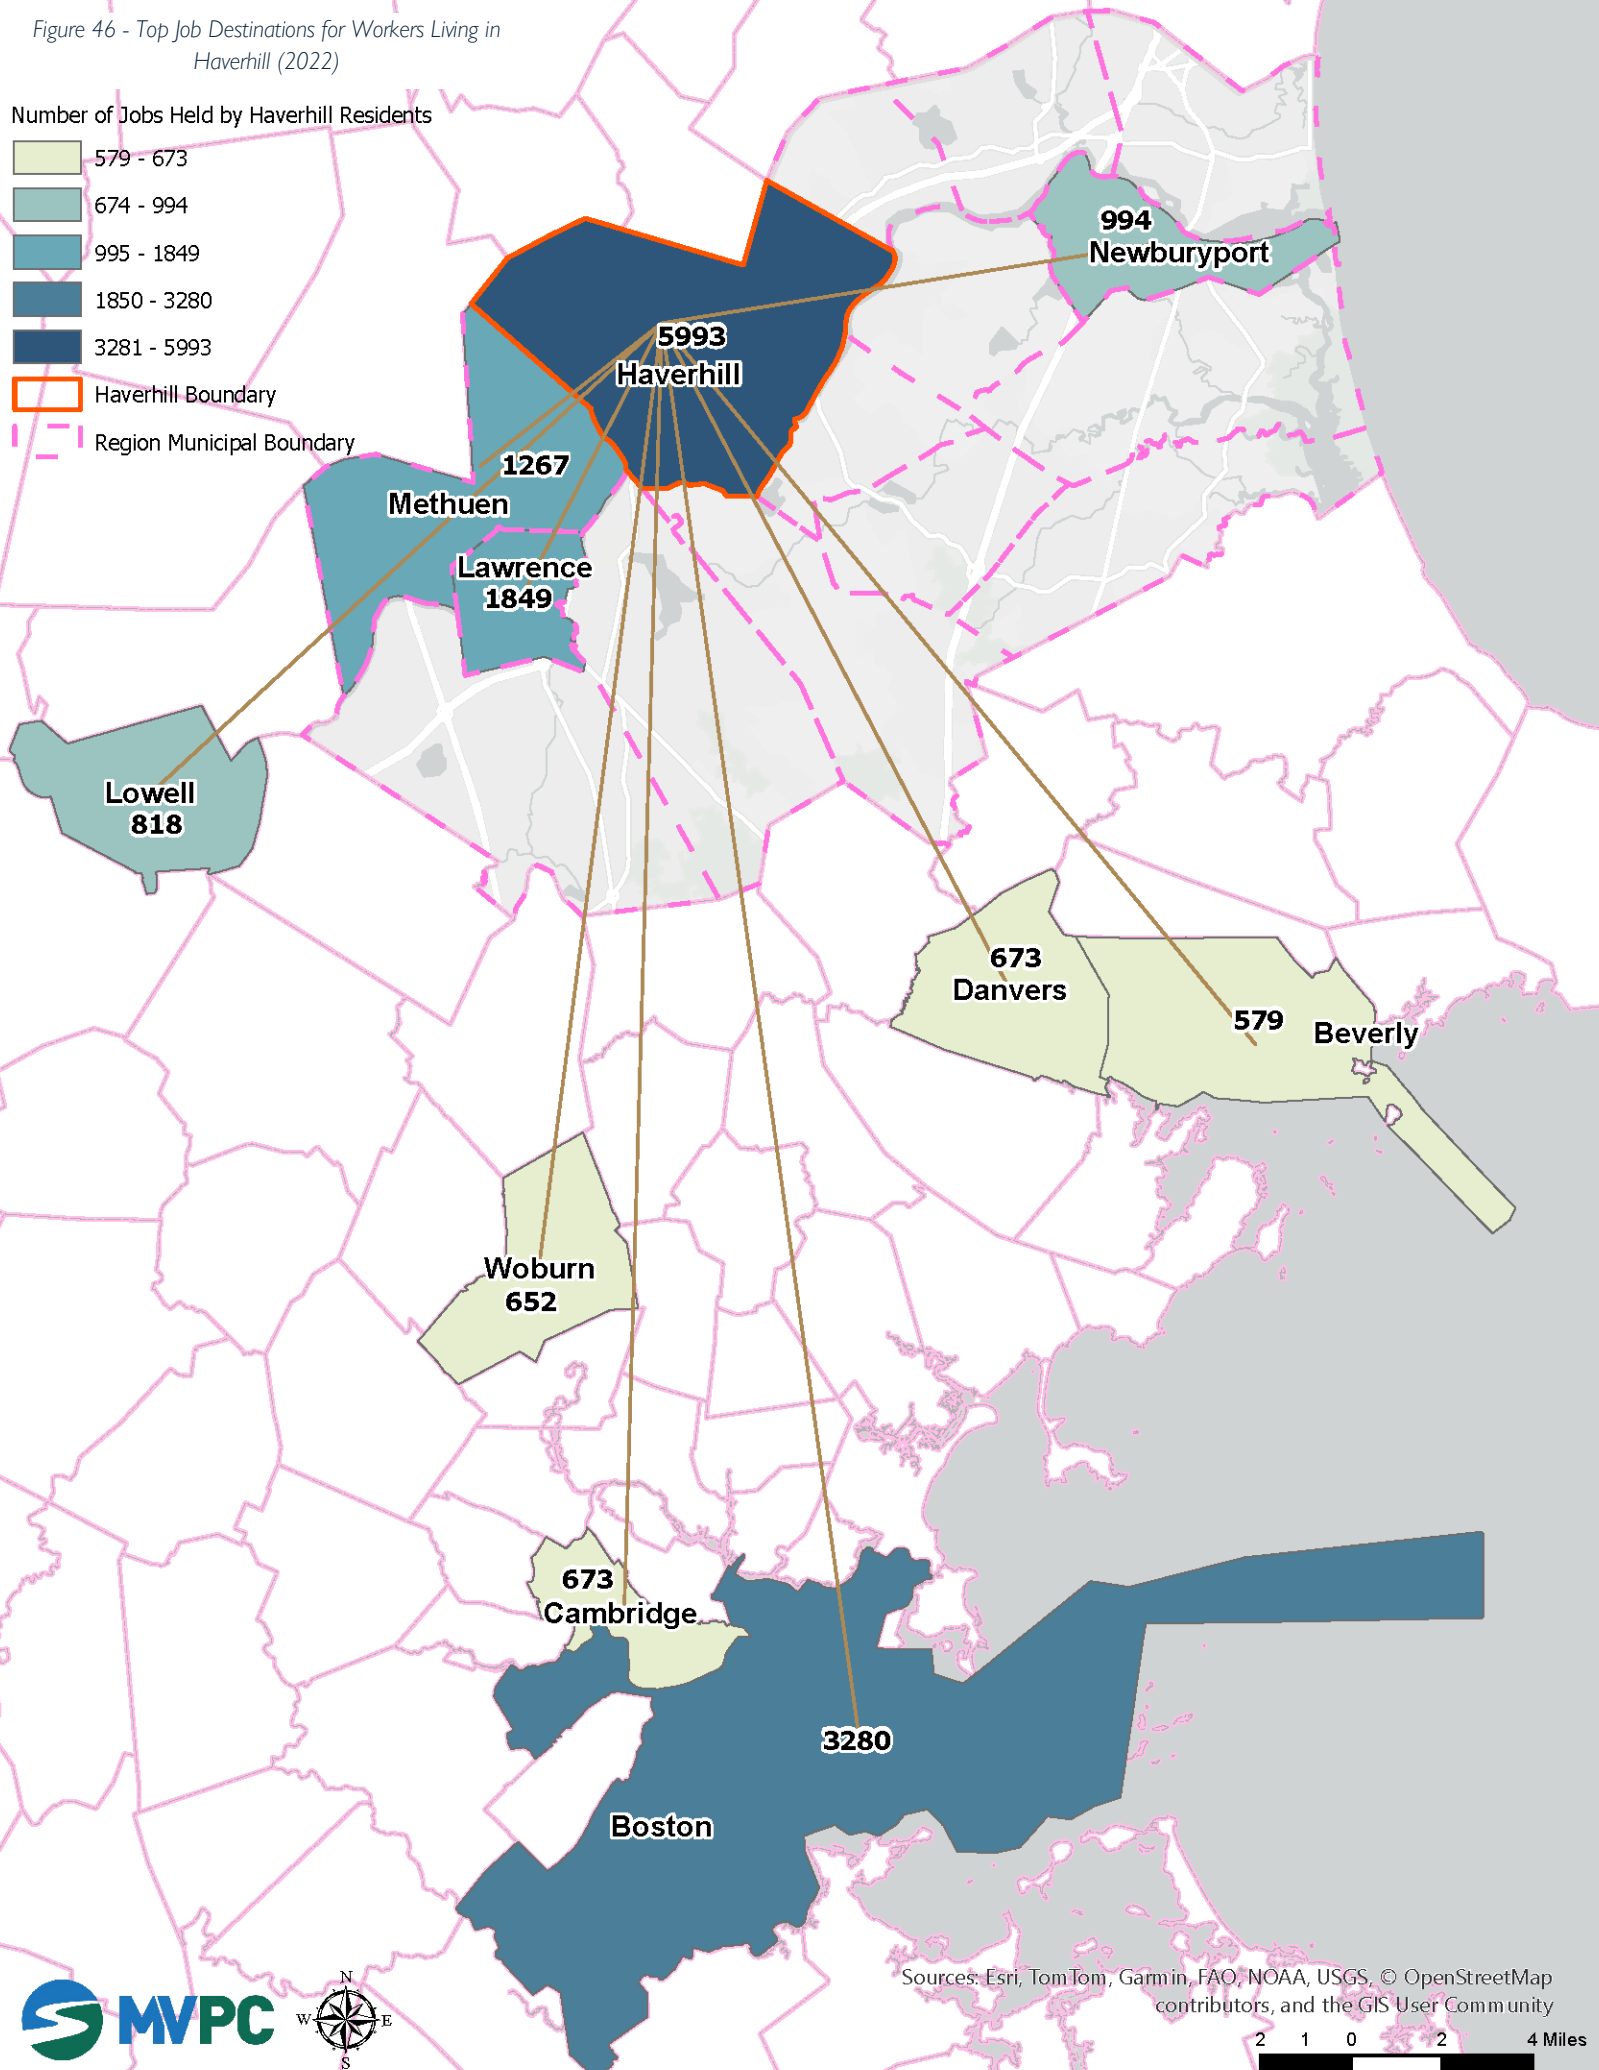 Figure 46 - Top Job Destinations for Workers Living in
Haverhill (2022)
Number of Jobs Held by Haverhill Residents
579 - 673
674 - 994
995 - 1849
1850 - 3280
3281 - 5993
Haverhill Boundary
Region Municipal Boundary
994
Newburyport
5993
Haverhill
1267
Methuen
Lawrence
1849
Lowell
818
673
Danvers
579
Beverly
Woburn
652
673
Cambridge
3280
Boston
MVPC
N
W
E
S
Sources: Esri, TomTom, Garmin, FAO, NOAA, USGS, © OpenStreetMap
contributors, and the GIS User Community
2 1 0 2 4 Miles